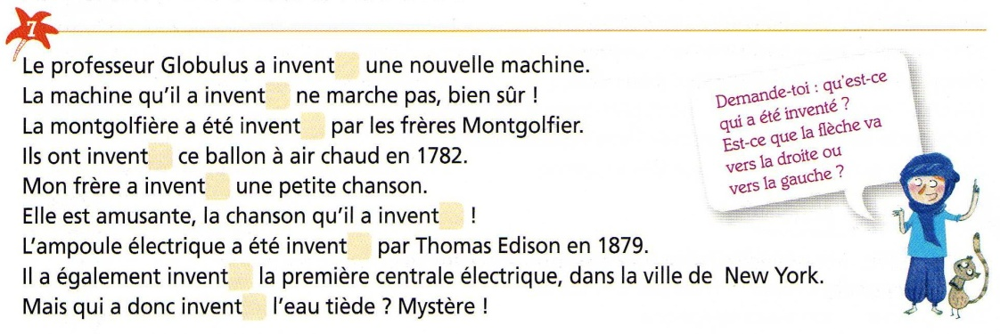 7
Le professeur Globulus a invent une nouvelle machine.
La machine qu'il a invent ne marche pas, bien sûr !
La montgolfière a été invent par les frères Montgolfier.
Ils ont invent ce ballon à air chaud en 1782.
Mon frère a invent une petite chanson.
Elle est amusante, la chanson qu'il a invent !
L'ampoule électrique a été invent par Thomas Edison en 1879.
Il a également invent la première centrale électrique, dans la ville de New York.
Mais qui a donc invent l'eau tiède ? Mystère !
Demande-toi : qu'est-ce
qui a été inventé ?
Est-ce que la flèche va
vers la droite ou
vers la gauche ?